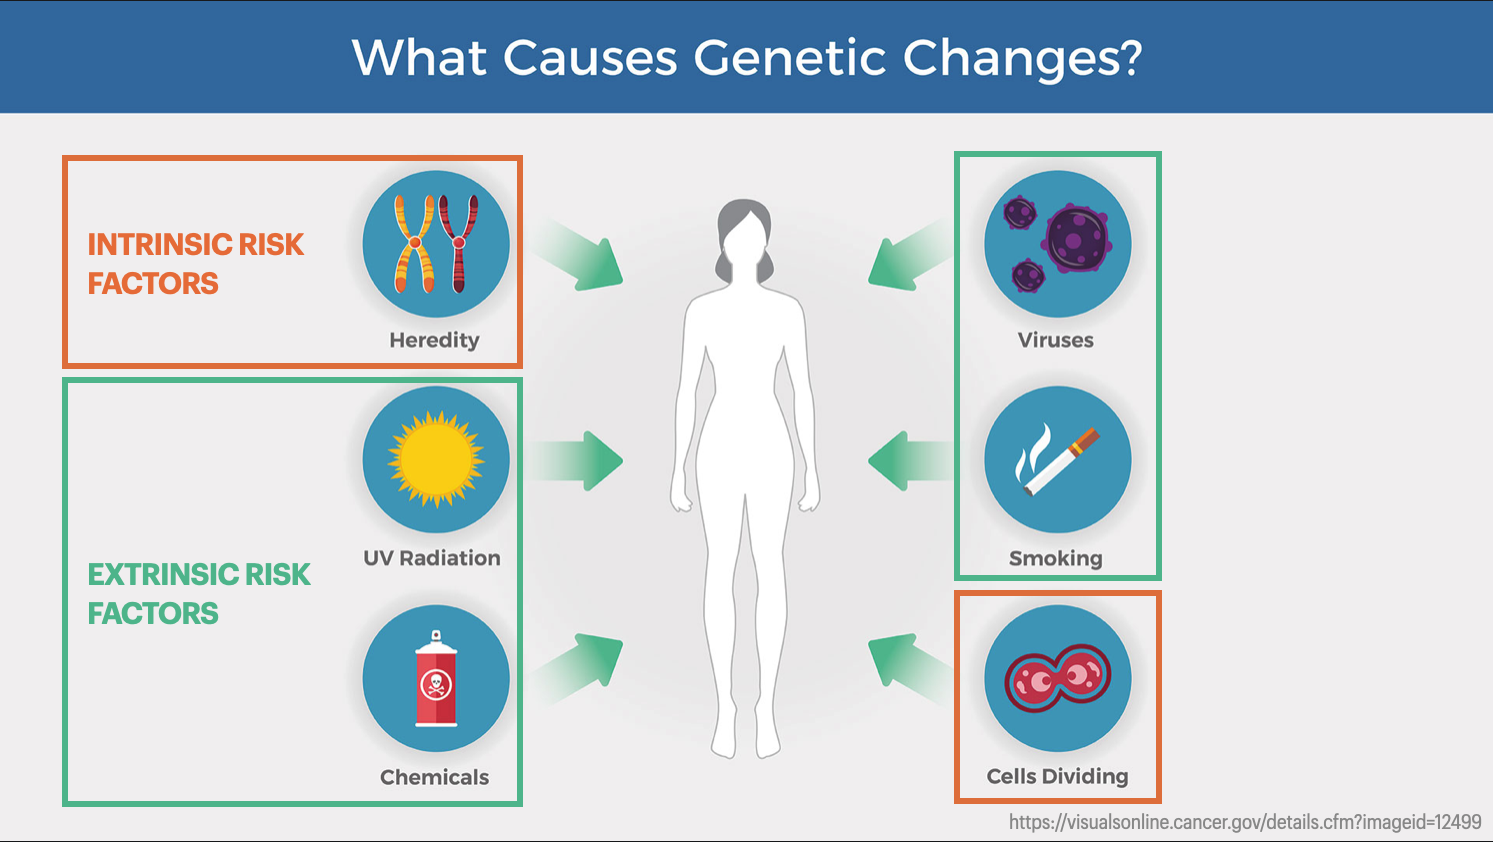 What Causes Genetic Changes?
INTRINSIC RISK
FACTORS
Heredity
EXTRINSIC RISK
FACTORS
UV Radiation
Chemicals
Viruses
Smoking
Cells Dividing
https://visualsonline.cancer.gov/details.cfm?imageid=12499